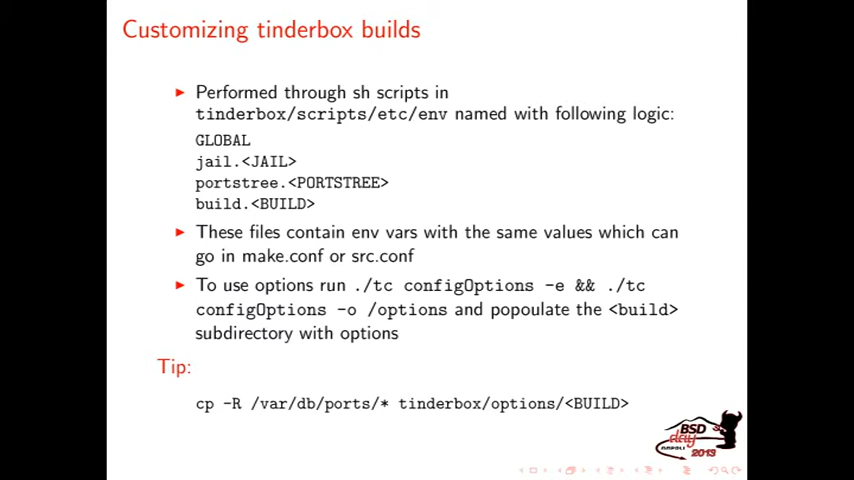 Customizing tinderbox builds
Performed through sh scripts in
tinderbox/scripts/etc/env named with following logic:
GLOBAL
jail.<JAIL>
portstree.<PORTSTREE>
build.<BUILD>
These files contain env vars with the same values which can
go in make.conf or src.conf
To use options run ./tc configOptions -e && ./tc
configOptions -o /options and popoulate the <build>
subdirectory with options
Tip:
cp -R /var/db/ports/* tinderbox/options/<BUILD>
BSD
day
NAPOLI
2013